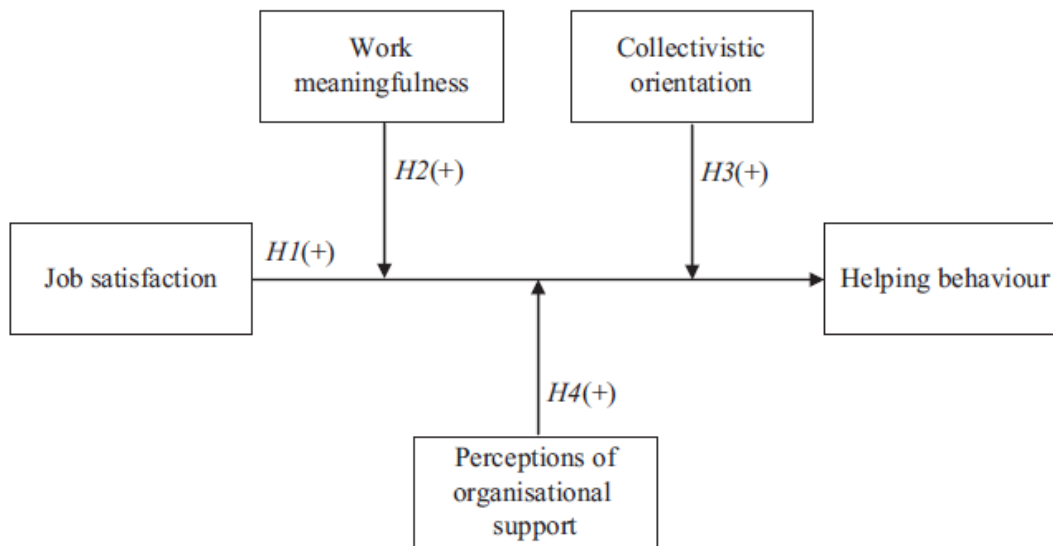 Work
meaningfulness
Collectivistic
orientation
H2(+)
H3(+)
H1(+)
Job satisfaction
Helping behaviour
H4(+)
Perceptions of
organisational
support